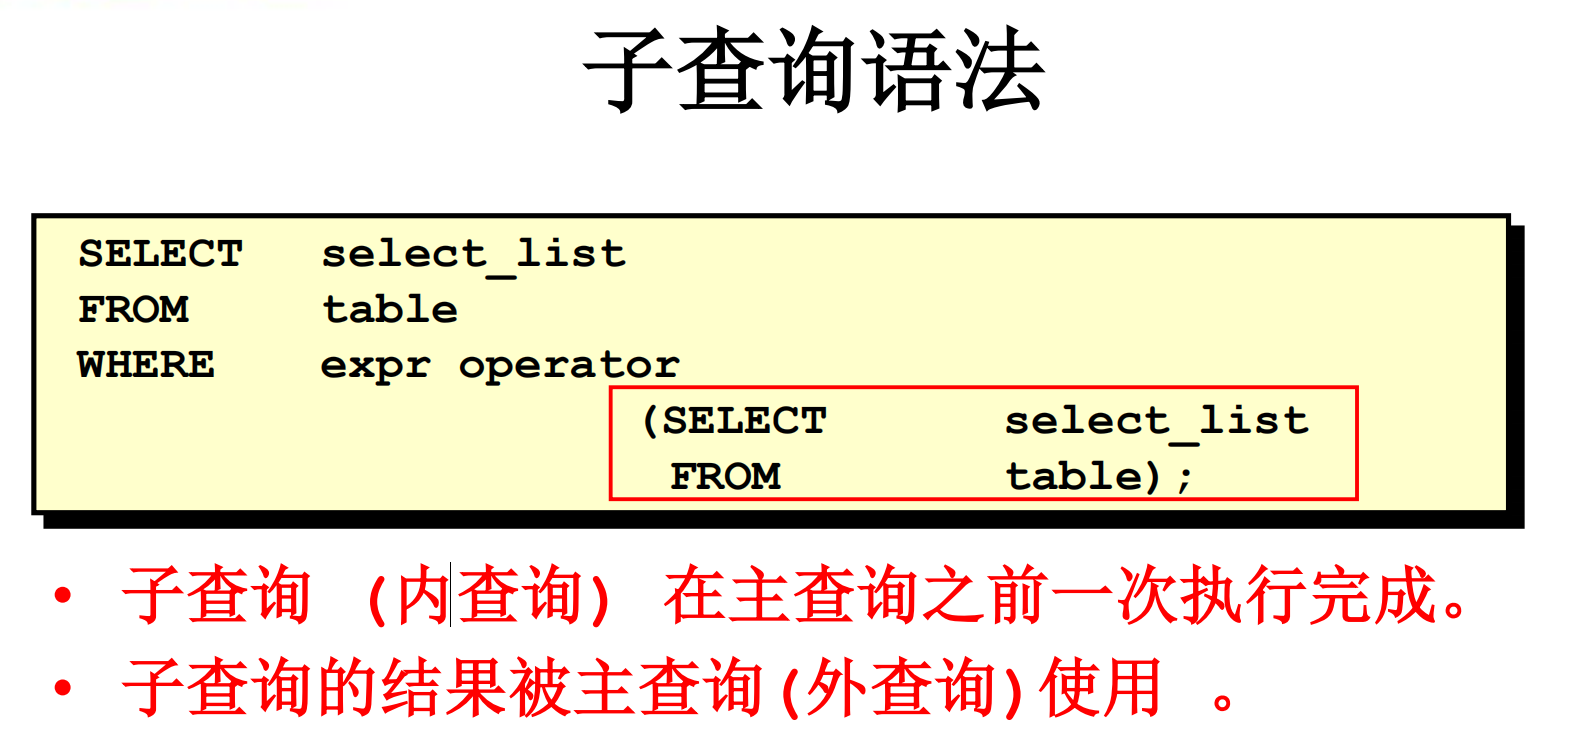 子查询语法
SELECT select_list
FROM table
WHERE expr operator
(SELECT select_list
FROM table);
• 子查询 (内查询) 在主查询之前一次执行完成。
• 子查询的结果被主查询(外查询)使用 。